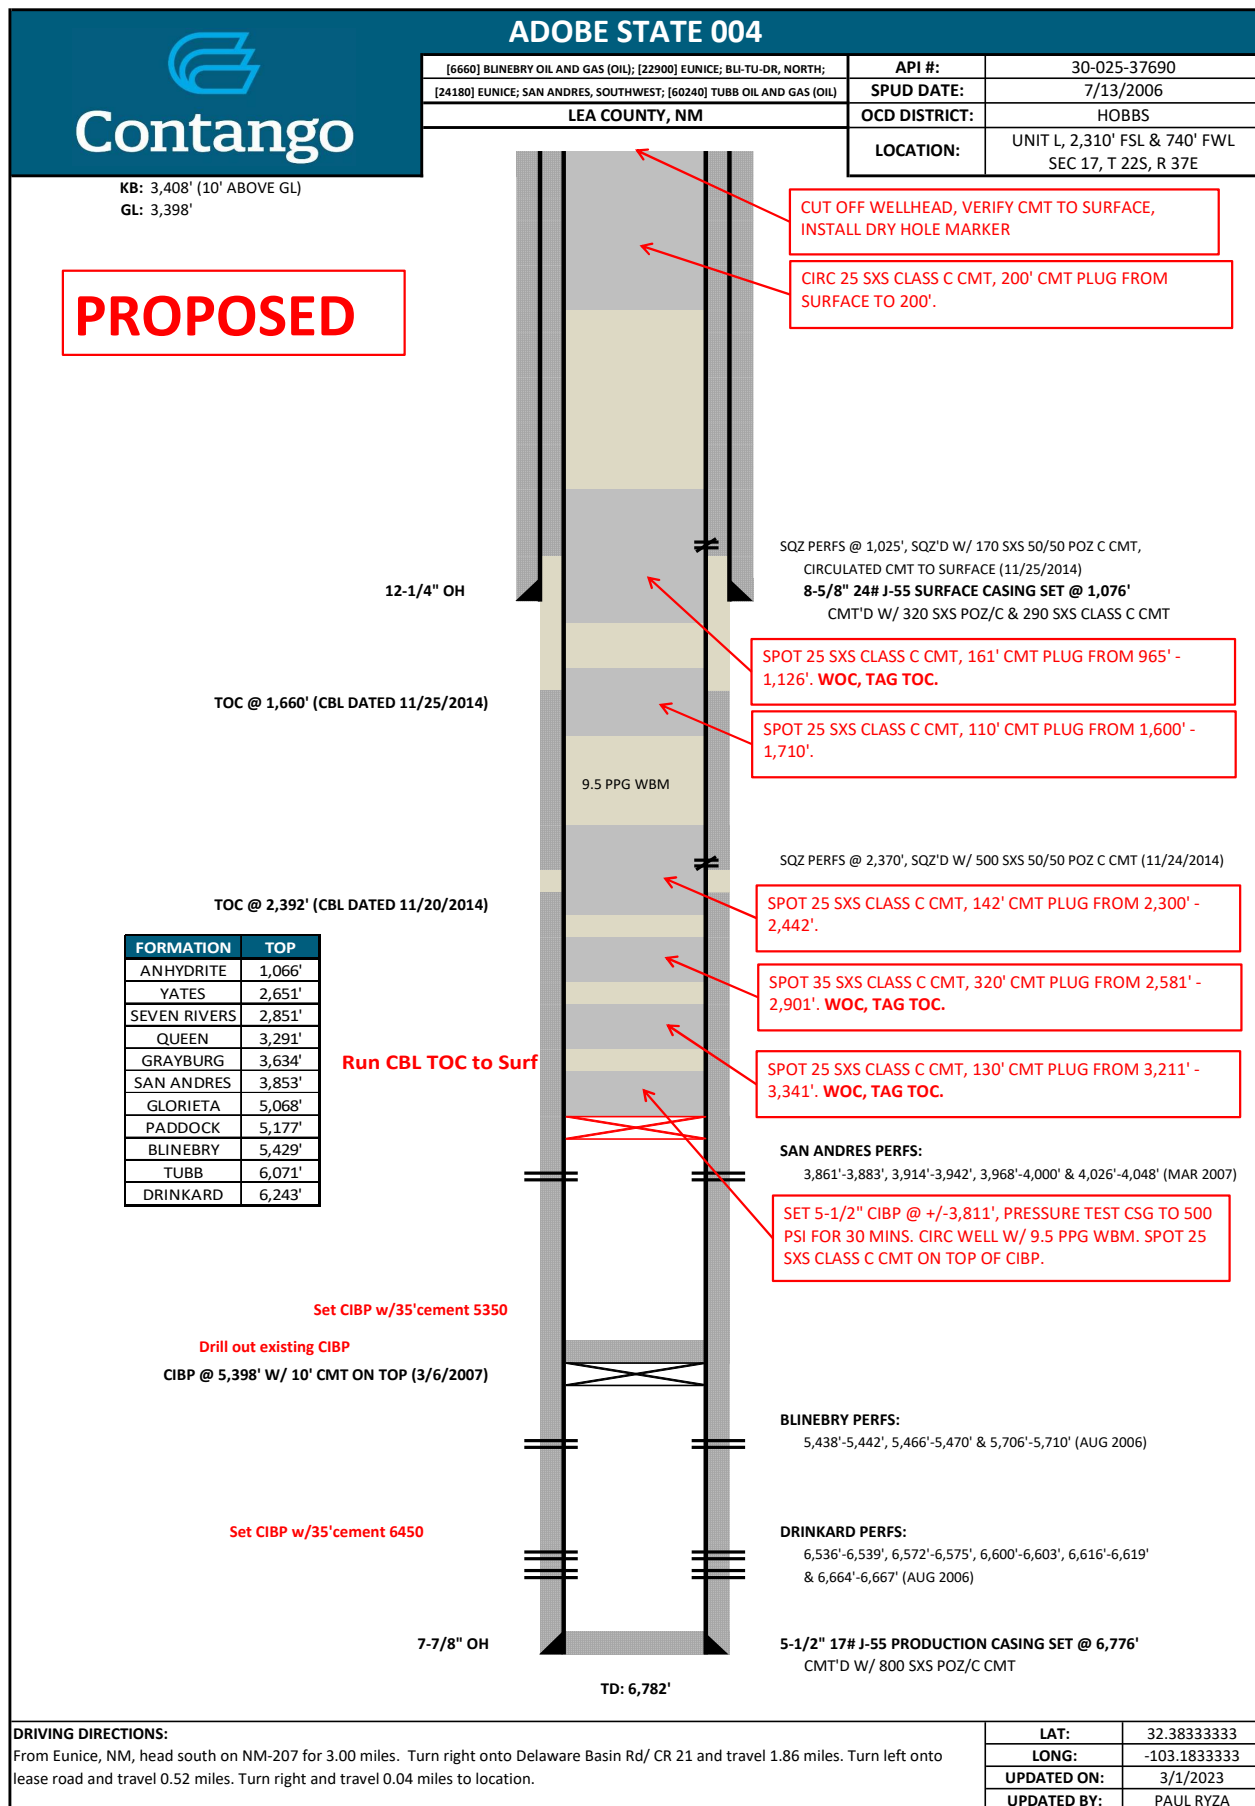 ADOBE STATE 004
Contango
[6660] BLINEBRY OIL AND GAS (OIL); [22900] EUNICE; BLI-TU-DR, NORTH;
[24180] EUNICE; SAN ANDRES, SOUTHWEST; [60240] TUBB OIL AND GAS (OIL)
LEA COUNTY, NM
API #: 30-025-37690
SPUD DATE: 7/13/2006
OCD DISTRICT: HOBBS
LOCATION: UNIT L, 2,310' FSL & 740' FWL
SEC 17, T 22S, R 37E
KB: 3,408' (10' ABOVE GL)
GL: 3,398'
PROPOSED
CUT OFF WELLHEAD, VERIFY CMT TO SURFACE,
INSTALL DRY HOLE MARKER
CIRC 25 SXS CLASS C CMT, 200' CMT PLUG FROM
SURFACE TO 200'.
SQZ PERFS @ 1,025', SQZ'D W/ 170 SXS 50/50 POZ C CMT,
CIRCULATED CMT TO SURFACE (11/25/2014)
12-1/4" OH
8-5/8" 24# J-55 SURFACE CASING SET @ 1,076'
CMT'D W/ 320 SXS POZ/C & 290 SXS CLASS C CMT
SPOT 25 SXS CLASS C CMT, 161' CMT PLUG FROM 965' -
1,126'. WOC, TAG TOC.
TOC @ 1,660' (CBL DATED 11/25/2014)
SPOT 25 SXS CLASS C CMT, 110' CMT PLUG FROM 1,600' -
1,710'.
9.5 PPG WBM
SQZ PERFS @ 2,370', SQZ'D W/ 500 SXS 50/50 POZ C CMT (11/24/2014)
TOC @ 2,392' (CBL DATED 11/20/2014)
SPOT 25 SXS CLASS C CMT, 142' CMT PLUG FROM 2,300' -
2,442'.
FORMATION TOP
ANHYDRITE 1,066'
YATES 2,651'
SEVEN RIVERS 2,851'
QUEEN 3,291'
GRAYBURG 3,634'
SAN ANDRES 3,853'
GLORIETA 5,068'
PADDOCK 5,177'
BLINEBRY 5,429'
TUBB 6,071'
DRINKARD 6,243'
SPOT 35 SXS CLASS C CMT, 320' CMT PLUG FROM 2,581' -
2,901'. WOC, TAG TOC.
Run CBL TOC to Surf
SPOT 25 SXS CLASS C CMT, 130' CMT PLUG FROM 3,211' -
3,341'. WOC, TAG TOC.
SAN ANDRES PERFS:
3,861'-3,883', 3,914'-3,942', 3,968'-4,000' & 4,026'-4,048' (MAR 2007)
SET 5-1/2" CIBP @ +/-3,811', PRESSURE TEST CSG TO 500
PSI FOR 30 MINS. CIRC WELL W/ 9.5 PPG WBM. SPOT 25
SXS CLASS C CMT ON TOP OF CIBP.
Set CIBP w/35'cement 5350
Drill out existing CIBP
CIBP @ 5,398' W/ 10' CMT ON TOP (3/6/2007)
BLINEBRY PERFS:
5,438'-5,442', 5,466'-5,470' & 5,706'-5,710' (AUG 2006)
Set CIBP w/35'cement 6450
DRINKARD PERFS:
6,536'-6,539', 6,572'-6,575', 6,600'-6,603', 6,616'-6,619'
& 6,664'-6,667' (AUG 2006)
7-7/8" OH
5-1/2" 17# J-55 PRODUCTION CASING SET @ 6,776'
CMT'D W/ 800 SXS POZ/C CMT
TD: 6,782'
DRIVING DIRECTIONS:
From Eunice, NM, head south on NM-207 for 3.00 miles. Turn right onto Delaware Basin Rd/ CR 21 and travel 1.86 miles. Turn left onto
lease road and travel 0.52 miles. Turn right and travel 0.04 miles to location.
LAT: 32.38333333
LONG: -103.1833333
UPDATED ON: 3/1/2023
UPDATED BY: PAUL RYZA